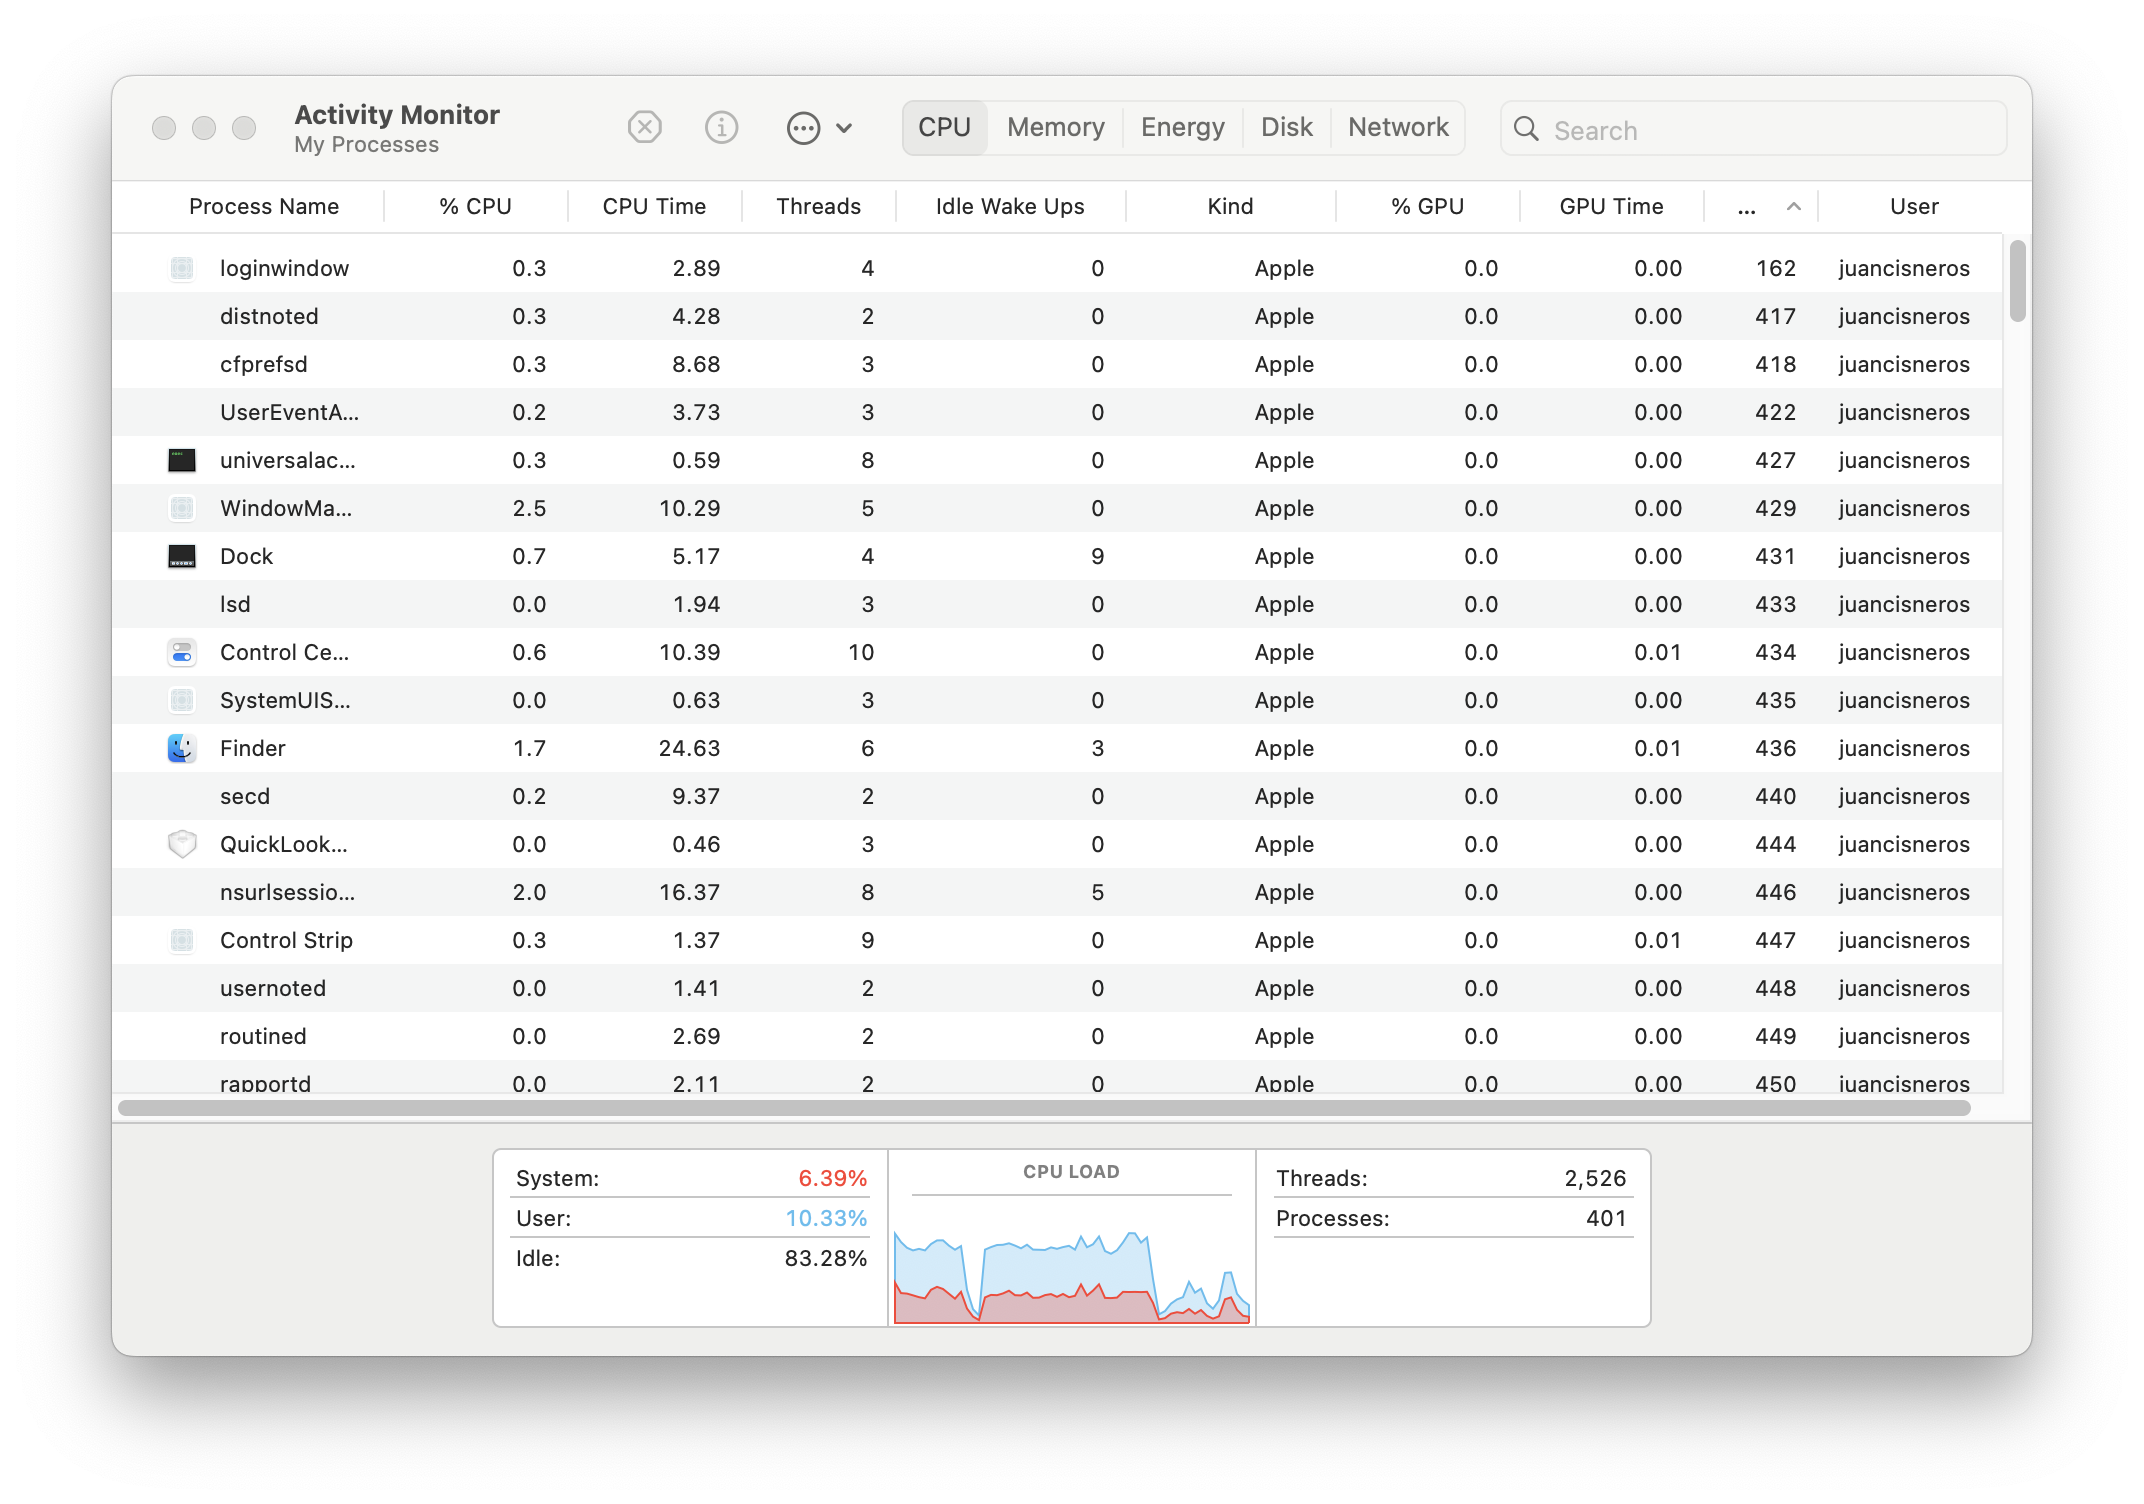 Activity Monitor
My Processes
CPU Memory Energy Disk Network Search
Process Name % CPU CPU Time Threads Idle Wake Ups Kind % GPU GPU Time ... User
loginwindow 0.3 2.89 4 0 Apple 0.0 0.00 162 juancisneros
distnoted 0.3 4.28 2 0 Apple 0.0 0.00 417 juancisneros
cfprefsd 0.3 8.68 3 0 Apple 0.0 0.00 418 juancisneros
UserEventA... 0.2 3.73 3 0 Apple 0.0 0.00 422 juancisneros
universalac... 0.3 0.59 8 0 Apple 0.0 0.00 427 juancisneros
WindowMa... 2.5 10.29 5 0 Apple 0.0 0.00 429 juancisneros
Dock 0.7 5.17 4 9 Apple 0.0 0.00 431 juancisneros
lsd 0.0 1.94 3 0 Apple 0.0 0.00 433 juancisneros
Control Ce... 0.6 10.39 10 0 Apple 0.0 0.01 434 juancisneros
SystemUIS... 0.0 0.63 3 0 Apple 0.0 0.00 435 juancisneros
Finder 1.7 24.63 6 3 Apple 0.0 0.01 436 juancisneros
secd 0.2 9.37 2 0 Apple 0.0 0.00 440 juancisneros
QuickLook... 0.0 0.46 3 0 Apple 0.0 0.00 444 juancisneros
nsurlsessio... 2.0 16.37 8 5 Apple 0.0 0.00 446 juancisneros
Control Strip 0.3 1.37 9 0 Apple 0.0 0.01 447 juancisneros
usernoted 0.0 1.41 2 0 Apple 0.0 0.00 448 juancisneros
routined 0.0 2.69 2 0 Apple 0.0 0.00 449 juancisneros
rapportd 0.0 2.11 2 0 Apple 0.0 0.00 450 juancisneros
System: 6.39%
User: 10.33%
Idle: 83.28%
CPU LOAD
Threads: 2,526
Processes: 401